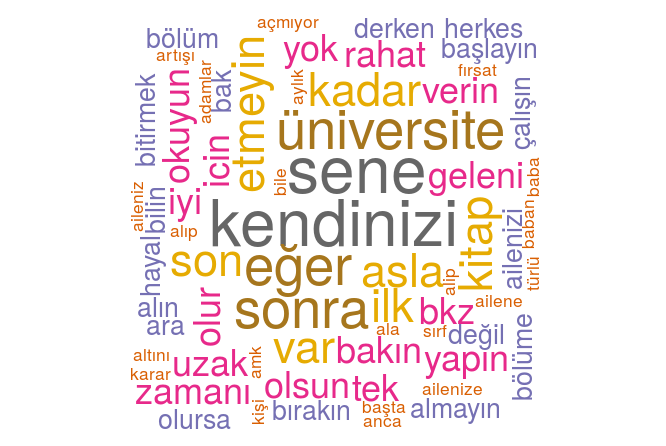 açmıyor
derken herkes
bölüm
yok rahat başlayın
artışı
fırsat
bitirmek
okuyun
adamlar
bak
etmeyin
aylık
kadar verin
çalışın
üniversite
icin
bile
sene geleni
baba
aileniz
iyi
bilin
alıp
kendinizi
kitap
ailenizi
baban
türlü
hayal
son eğer asla
alip
alın
ara
olur
sonra ilk bkz ailene
ala
sırf
değil
bölüme
altını
karar
uzak
amk
var bakın yapın
zamanı
olsun tek ailenize
olursa
kişi
bırakın
başta
anca
almayın